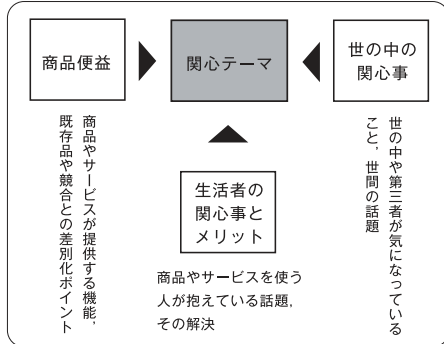 商品便益
関心テーマ
世の中の
関心事
商品やサービスが提供する機能，
既存品や競合との差別化ポイント
生活者の
関心事と
メリット
商品やサービスを使う
人が抱えている話題，
その解決
世の中や第三者が気になっている
こと，世間の話題